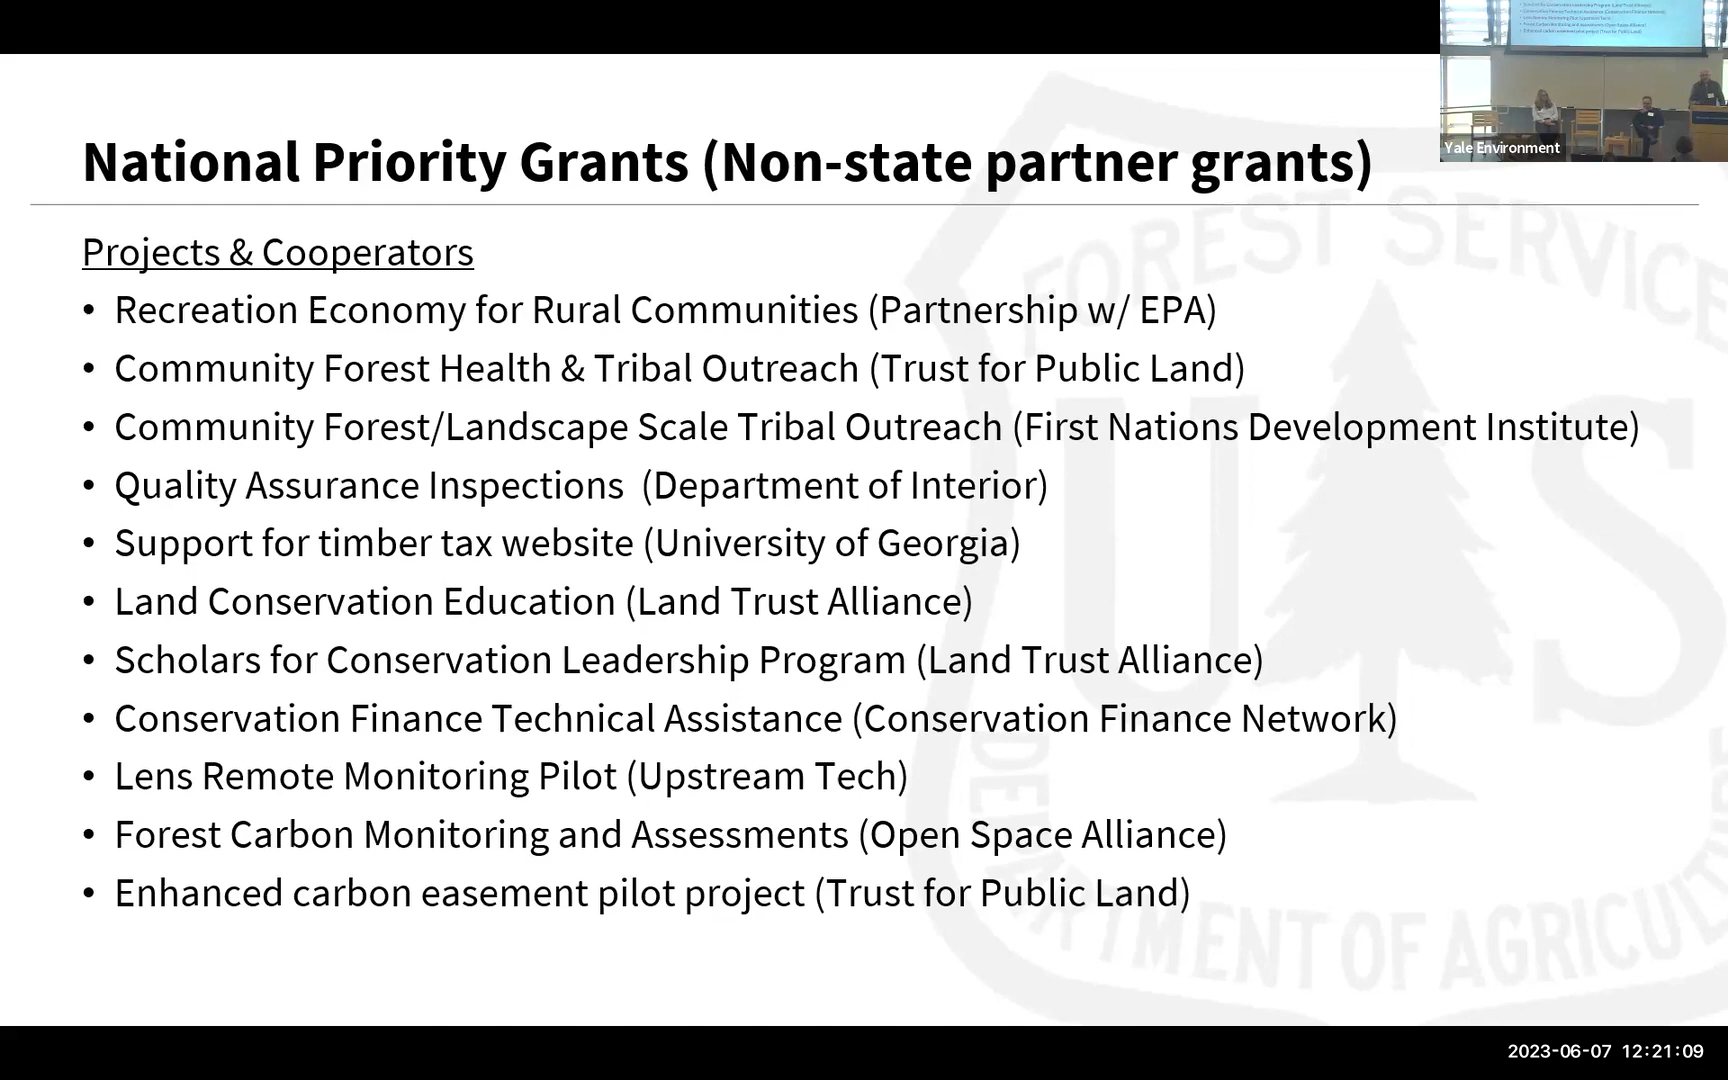 National Priority Grants (Non-state partner grants)
Yale Environment
Projects & Cooperators
• Recreation Economy for Rural Communities (Partnership w/ EPA)
• Community Forest Health & Tribal Outreach (Trust for Public Land)
• Community Forest/Landscape Scale Tribal Outreach (First Nations Development Institute)
• Quality Assurance Inspections (Department of Interior)
• Support for timber tax website (University of Georgia)
• Land Conservation Education (Land Trust Alliance)
• Scholars for Conservation Leadership Program (Land Trust Alliance)
• Conservation Finance Technical Assistance (Conservation Finance Network)
• Lens Remote Monitoring Pilot (Upstream Tech)
• Forest Carbon Monitoring and Assessments (Open Space Alliance)
• Enhanced carbon easement pilot project (Trust for Public Land)
FOREST SERVICE
U S
DEPARTMENT OF AGRICULTURE
2023-06-07 12:21:09